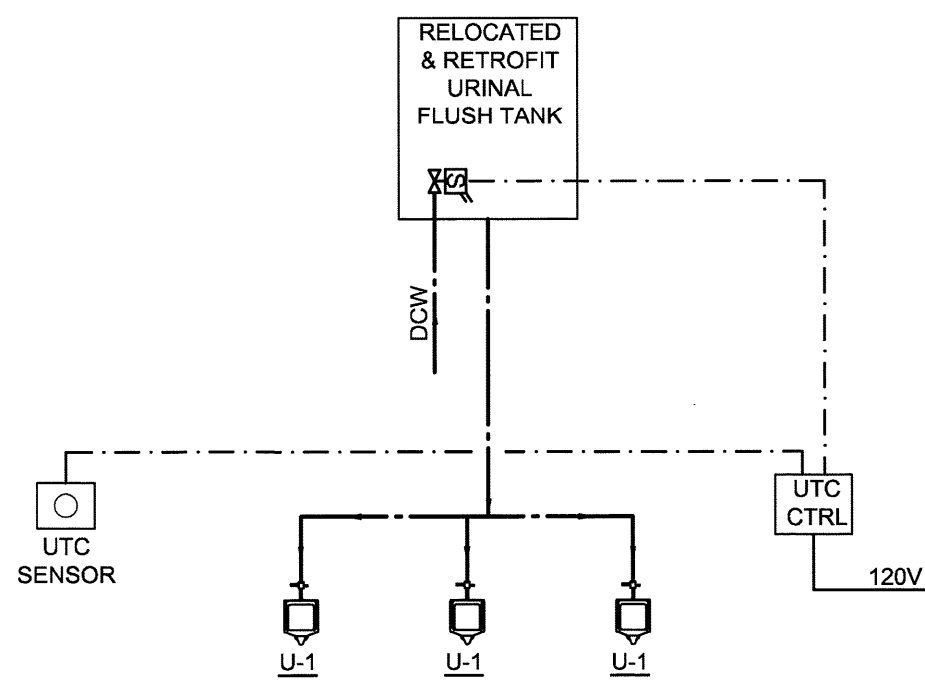 RELOCATED
& RETROFIT
URINAL
FLUSH TANK
S
DCW
UTC
SENSOR
UTC
CTRL
120V
U-1
U-1
U-1